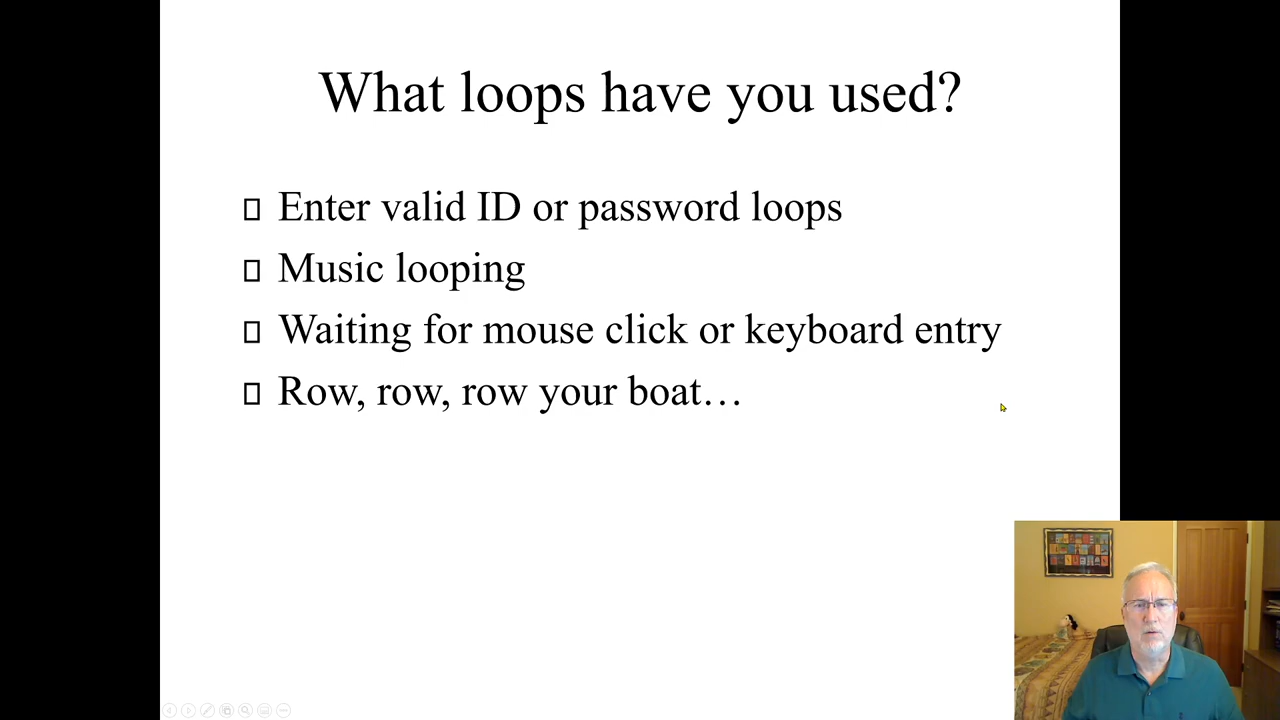 What loops have you used?
Enter valid ID or password loops
Music looping
Waiting for mouse click or keyboard entry
Row, row, row your boat…